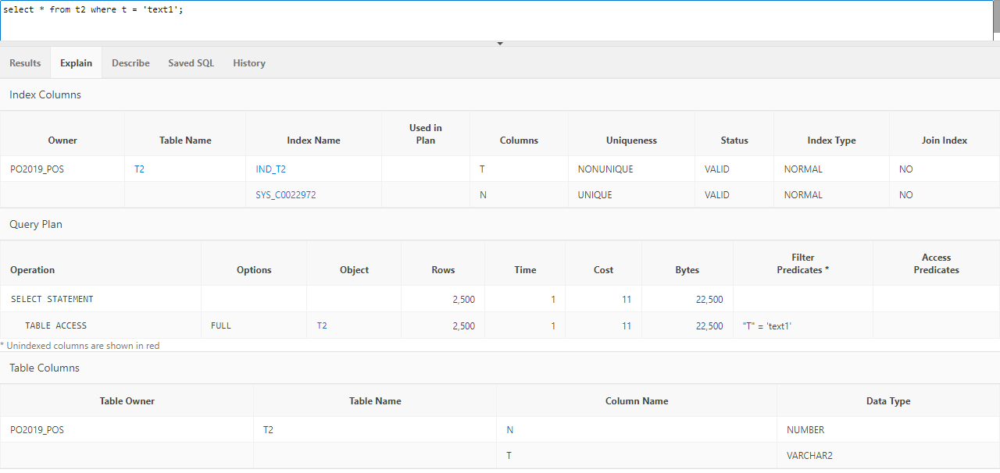 select * from t2 where t = 'text1';
Results Explain Describe Saved SQL History
Index Columns
Owner Table Name Index Name Used in Plan Columns Uniqueness Status Index Type Join Index
PO2019_POS T2 IND_T2 T NONUNIQUE VALID NORMAL NO
SYS_C0022972 N UNIQUE VALID NORMAL NO
Query Plan
Operation Options Object Rows Time Cost Bytes Filter Predicates * Access Predicates
SELECT STATEMENT 2,500 1 11 22,500
TABLE ACCESS FULL T2 2,500 1 11 22,500 "T" = 'text1'
* Unindexed columns are shown in red
Table Columns
Table Owner Table Name Column Name Data Type
PO2019_POS T2 N NUMBER
T VARCHAR2